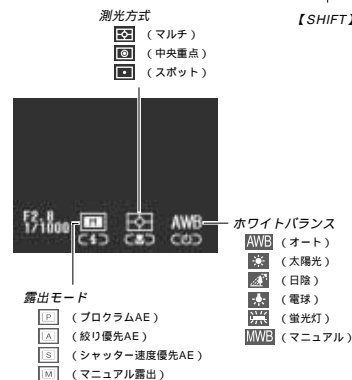 測光方式
（マルチ）
（中央重点）
（スポット）
【SHIFT】
F2.8
1/1000
AWB
ホワイトバランス
AWB （オート）
（太陽光）
（日陰）
（電球）
（蛍光灯）
MWB （マニュアル）
露出モード
P （プログラムAE）
A （絞り優先AE）
S （シャッター速度優先AE）
M （マニュアル露出）